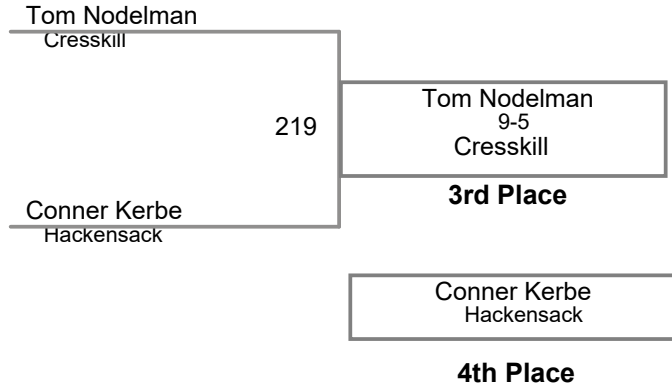 Tom Nodelman
Cresskill
219
Tom Nodelman
9-5
Cresskill
3rd Place
Conner Kerbe
Hackensack
Conner Kerbe
Hackensack
4th Place